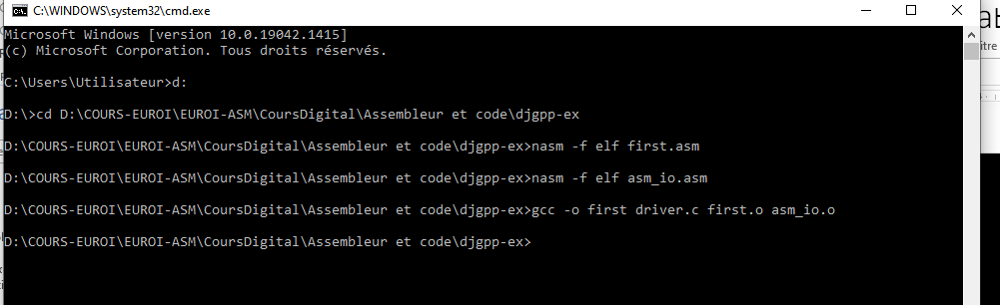 C:\WINDOWS\system32\cmd.exe
Microsoft Windows [version 10.0.19042.1415]
(c) Microsoft Corporation. Tous droits réservés.
C:\Users\Utilisateur>d:
D:\>cd D:\COURS-EUROI\EUROI-ASM\CoursDigital\Assembleur et code\djgpp-ex
D:\COURS-EUROI\EUROI-ASM\CoursDigital\Assembleur et code\djgpp-ex>nasm -f elf first.asm
D:\COURS-EUROI\EUROI-ASM\CoursDigital\Assembleur et code\djgpp-ex>nasm -f elf asm_io.asm
D:\COURS-EUROI\EUROI-ASM\CoursDigital\Assembleur et code\djgpp-ex>gcc -o first driver.c first.o asm_io.o
D:\COURS-EUROI\EUROI-ASM\CoursDigital\Assembleur et code\djgpp-ex>